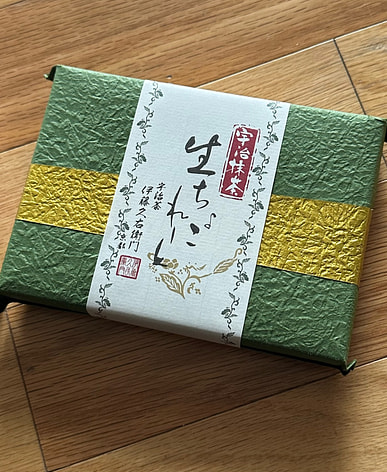 宇治抹茶
生ちょこ
れーと
宇治茶
伊藤久右衛門